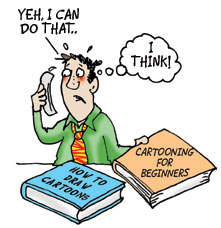 YEH, I CAN
DO THAT..
I
THINK!
HOW TO
DRAW
CARTOONS
CARTOONING
FOR
BEGINNERS